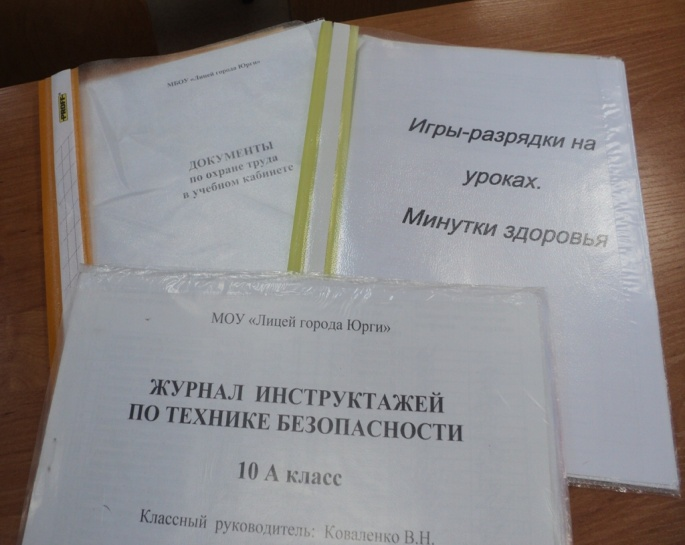 PROFF
МБОУ «Лицей города Юрги»
ДОКУМЕНТЫ
по охране труда
в учебном кабинете
Игры-разрядки на
уроках.
Минутки здоровья
МОУ «Лицей города Юрги»
ЖУРНАЛ ИНСТРУКТАЖЕЙ
ПО ТЕХНИКЕ БЕЗОПАСНОСТИ
10 А класс
Классный руководитель: Коваленко В.Н.